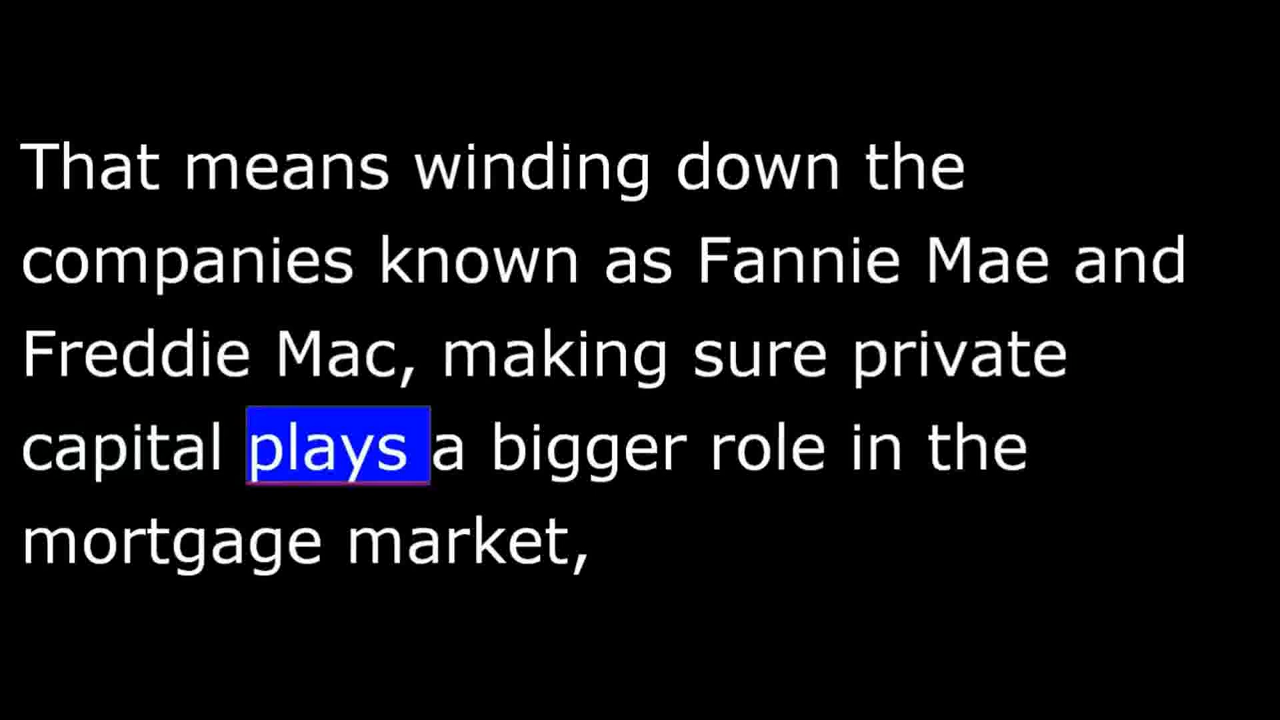 That means winding down the
companies known as Fannie Mae and
Freddie Mac, making sure private
capital plays a bigger role in the
mortgage market,